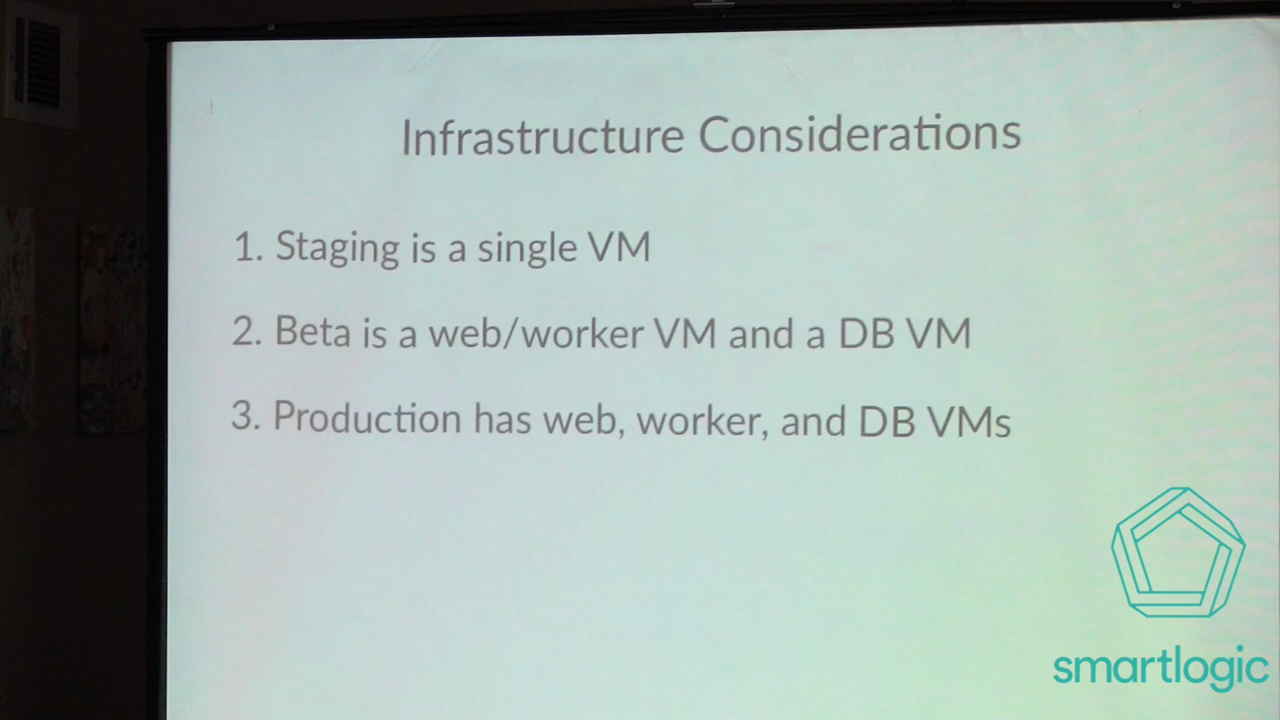 Infrastructure Considerations
1. Staging is a single VM
2. Beta is a web/worker VM and a DB VM
3. Production has web, worker, and DB VMs
smartlogic